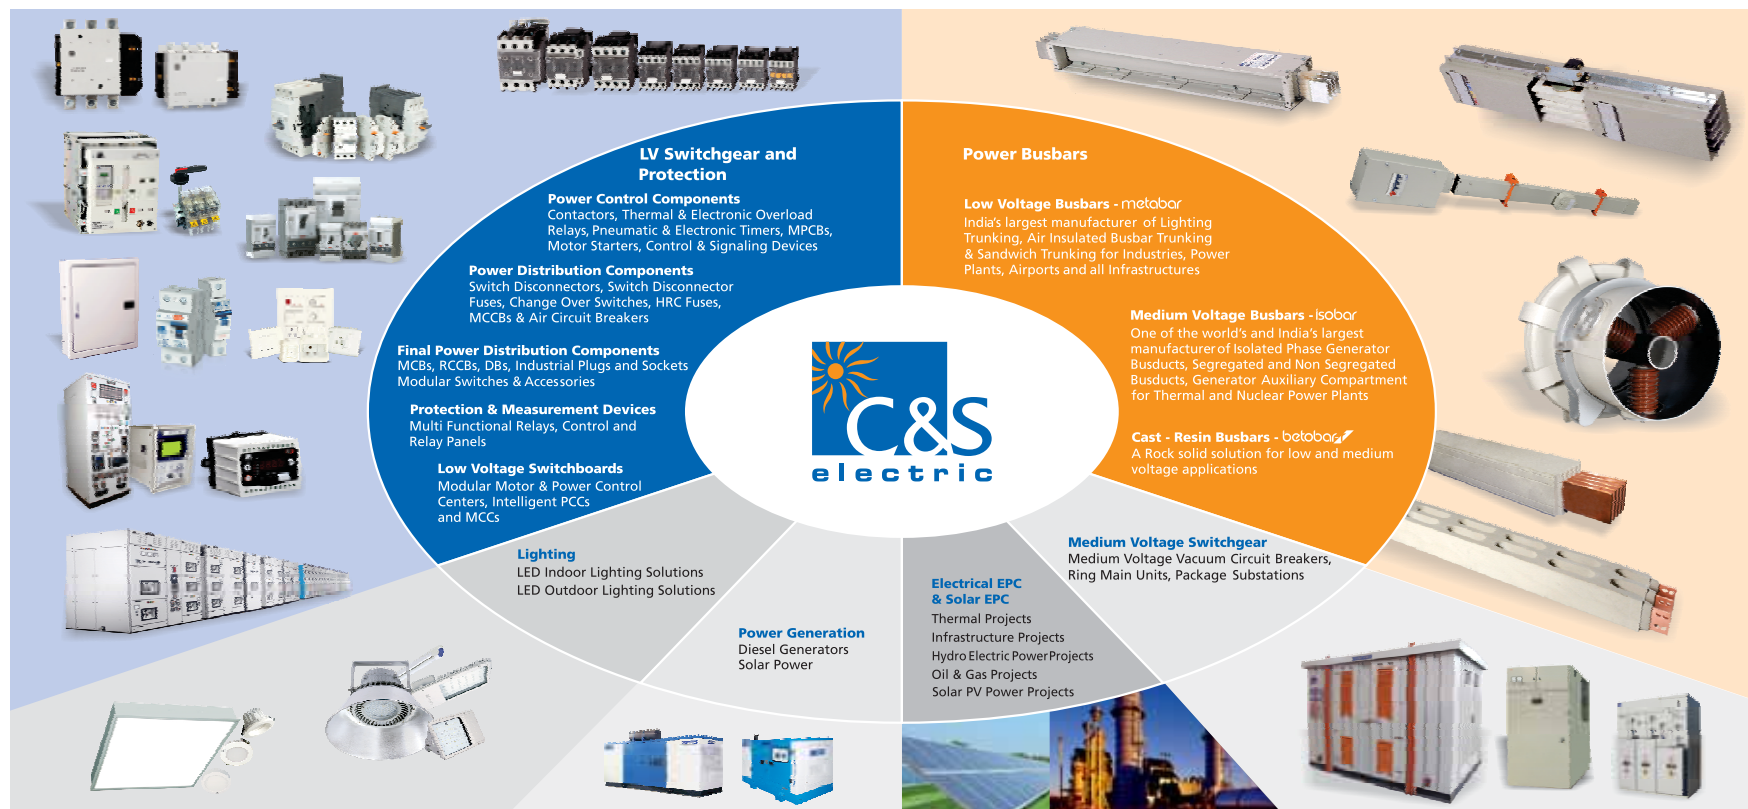 LV Switchgear and
Protection
Power Control Components
Contactors, Thermal & Electronic Overload
Relays, Pneumatic & Electronic Timers, MPCBs,
Motor Starters, Control & Signaling Devices
Power Distribution Components
Switch Disconnectors, Switch Disconnector
Fuses, Change Over Switches, HRC Fuses,
MCCBs & Air Circuit Breakers
Final Power Distribution Components
MCBs, RCCBs, DBs, Industrial Plugs and Sockets
Modular Switches & Accessories
Protection & Measurement Devices
Multi Functional Relays, Control and
Relay Panels
Low Voltage Switchboards
Modular Motor & Power Control
Centers, Intelligent PCCs
and MCCs
Power Busbars
Low Voltage Busbars - metabar
India's largest manufacturer of Lighting
Trunking, Air Insulated Busbar Trunking
& Sandwich Trunking for Industries, Power
Plants, Airports and all Infrastructures
Medium Voltage Busbars - isobar
One of the world's and India's largest
manufacturer of Isolated Phase Generator
Busducts, Segregated and Non Segregated
Busducts, Generator Auxiliary Compartment
for Thermal and Nuclear Power Plants
Cast - Resin Busbars - betobar
A Rock solid solution for low and medium
voltage applications
C&S
electric
Lighting
LED Indoor Lighting Solutions
LED Outdoor Lighting Solutions
Power Generation
Diesel Generators
Solar Power
Electrical EPC
& Solar EPC
Thermal Projects
Infrastructure Projects
Hydro Electric Power Projects
Oil & Gas Projects
Solar PV Power Projects
Medium Voltage Switchgear
Medium Voltage Vacuum Circuit Breakers,
Ring Main Units, Package Substations